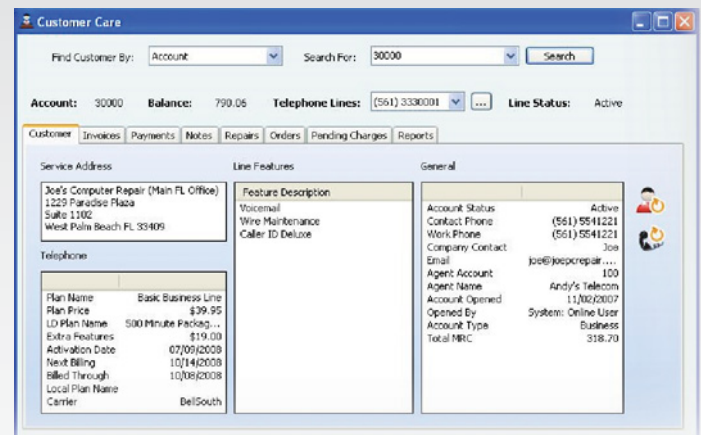 Customer Care
Find Customer By: Account Search For: 30000 Search
Account: 30000 Balance: 790.06 Telephone Lines: (561) 3330001 ... Line Status: Active
Customer Invoices Payments Notes Repairs Orders Pending Charges Reports
Service Address
Joe's Computer Repair (Main FL Office)
1229 Paradise Plaza
Suite 1102
West Palm Beach FL 33409
Telephone
Plan Name Basic Business Line
Plan Price $39.95
LD Plan Name 500 Minute Packag...
Extra Features $19.00
Activation Date 07/09/2008
Next Billing 10/14/2008
Billed Through 10/08/2008
Local Plan Name
Carrier BellSouth
Line Features
Feature Description
Voicemail
Wire Maintenance
Caller ID Deluxe
General
Account Status Active
Contact Phone (561) 5541221
Work Phone (561) 5541221
Company Contact Joe
Email joe@joepcrepair....
Agent Account 100
Agent Name Andy's Telecom
Account Opened 11/02/2007
Opened By System: Online User
Account Type Business
Total MRC 318.70